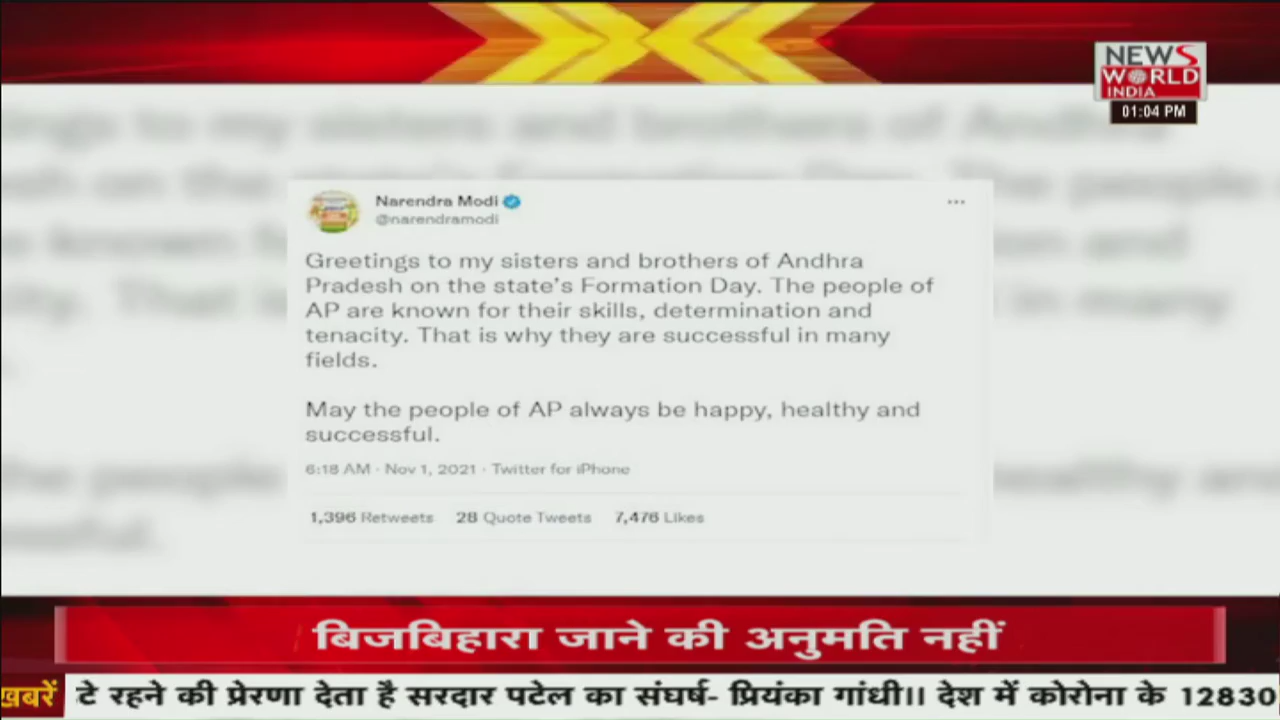 NEWS
WORLD
INDIA
01:04 PM
Narendra Modi
@narendramodi
Greetings to my sisters and brothers of Andhra
Pradesh on the state's Formation Day. The people of
AP are known for their skills, determination and
tenacity. That is why they are successful in many
fields.
May the people of AP always be happy, healthy and
successful.
6:18 AM · Nov 1, 2021 · Twitter for iPhone
1,396 Retweets 28 Quote Tweets 7,476 Likes
बिजबिहारा जाने की अनुमति नहीं
खबरें टे रहने की प्रेरणा देता है सरदार पटेल का संघर्ष- प्रियंका गांधी।। देश में कोरोना के 12830